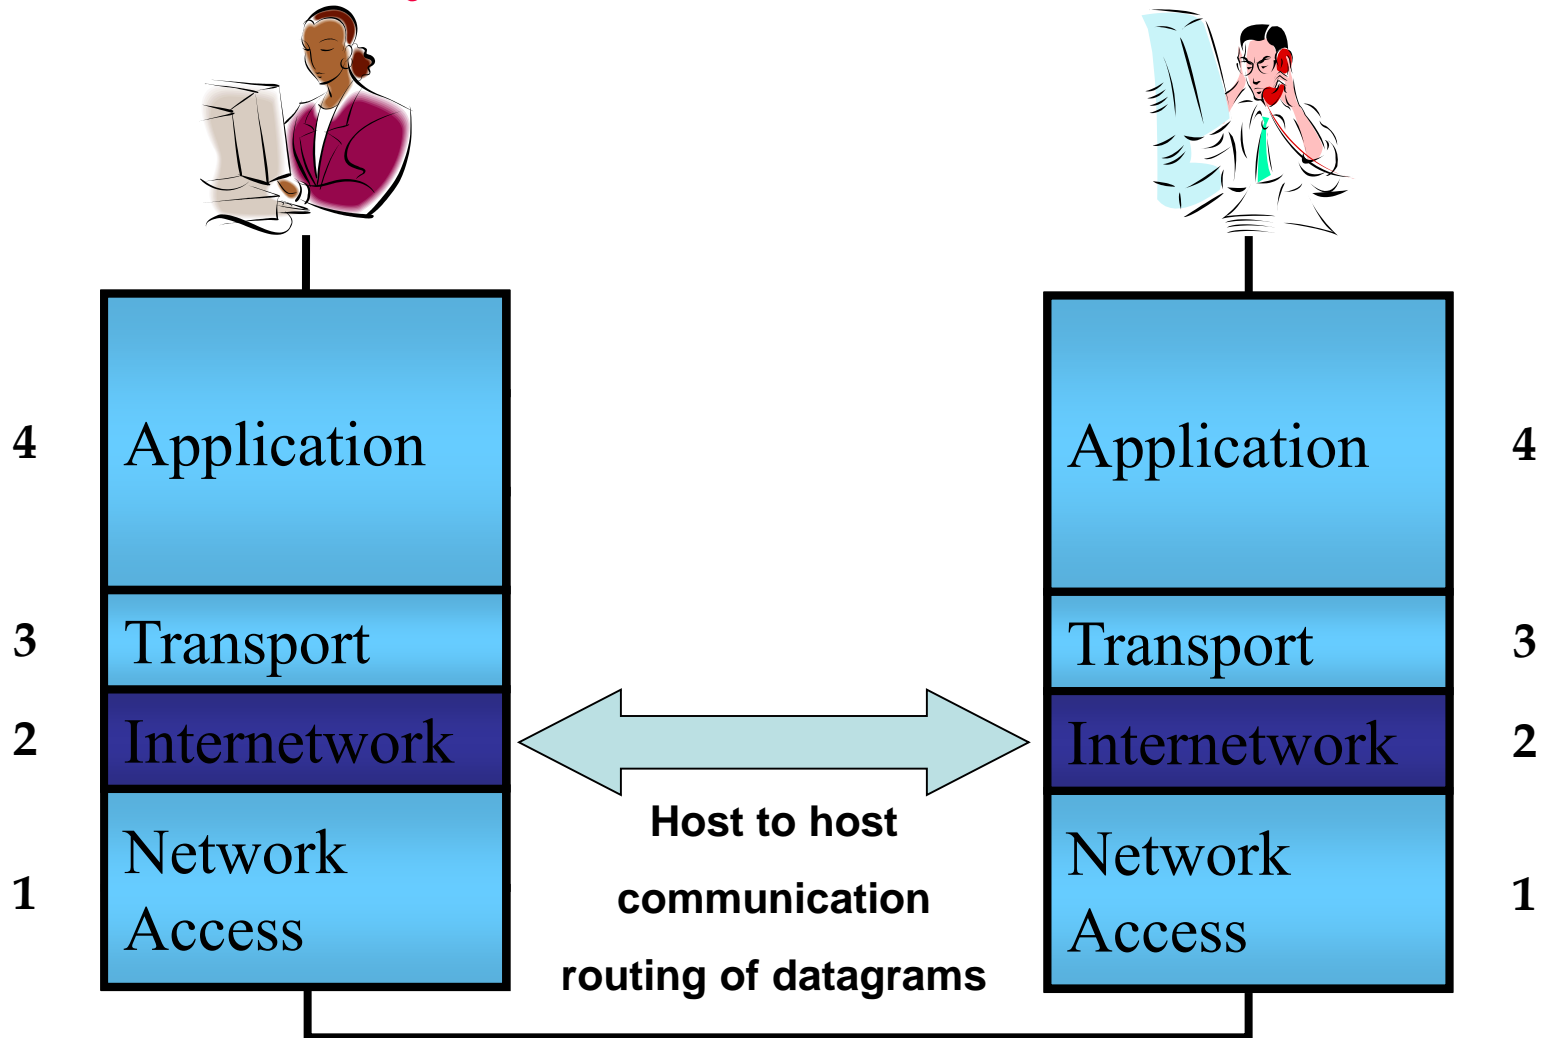 4 Application Application 4
3 Transport Transport 3
2 Internetwork Internetwork 2
Host to host
communication
routing of datagrams
1 Network Network 1
Access Access